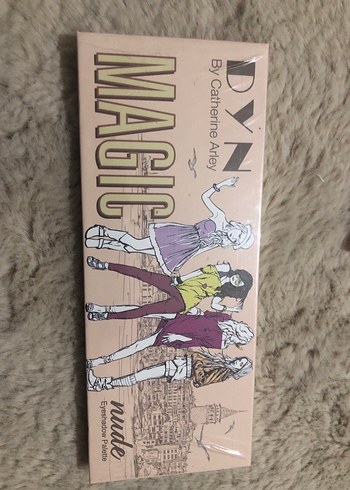 DYN
By Catherine Arley
MAGIC
nude
Eyeshadow Palette